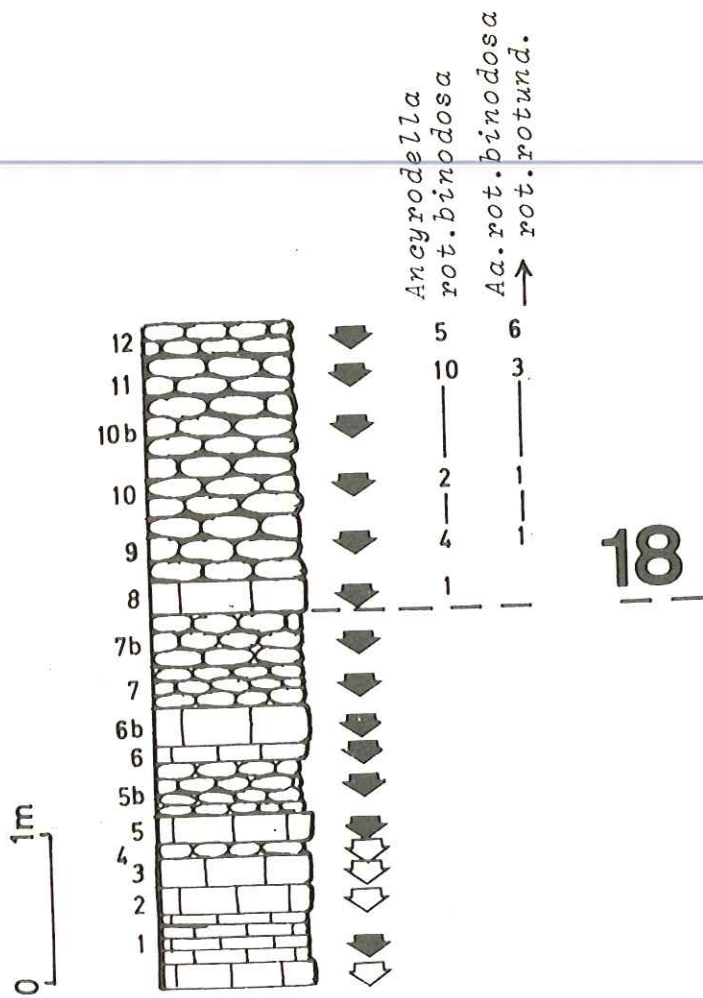 Ancyrodella
rot.binodosa
Aa.rot.binodosa
→ rot.rotund.
12 5 6
11 10 3
10b
10 2 1
9 4 1
18
8 1
7b
7
6b
6
5b
5
4
3
2
1
1m
0